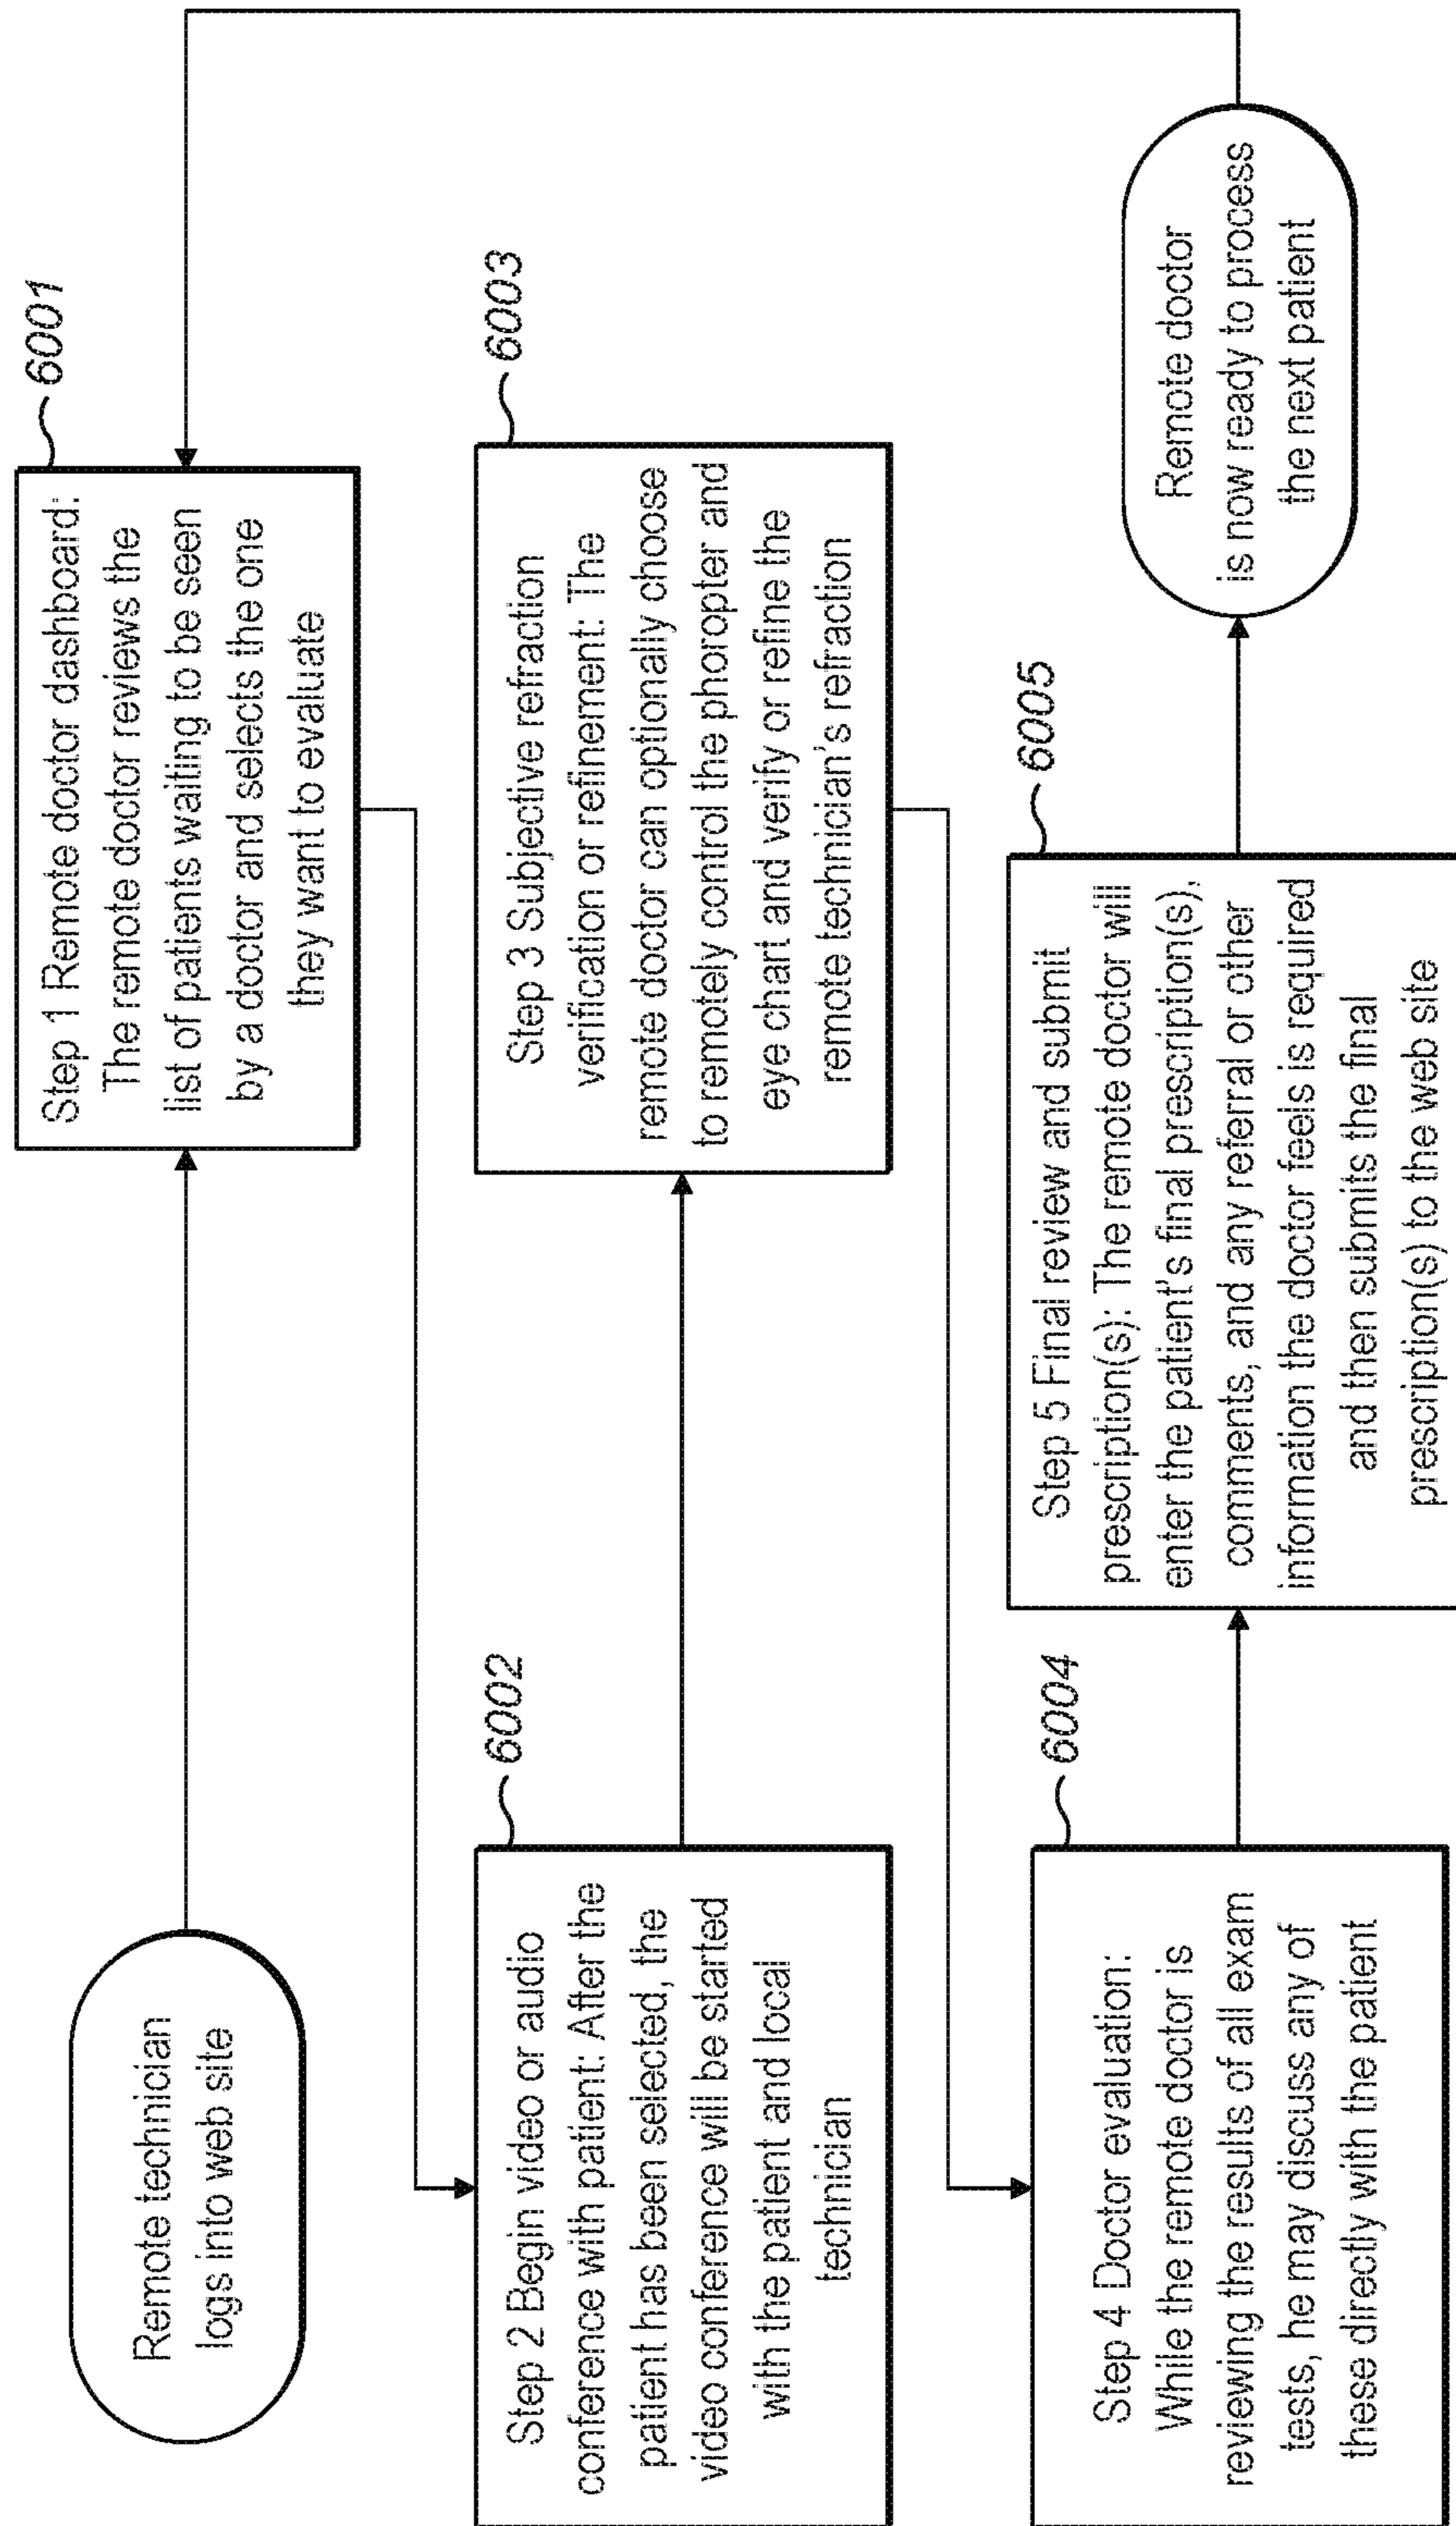 Remote technician
logs into web site
6001
Step 1 Remote doctor dashboard:
The remote doctor reviews the
list of patients waiting to be seen
by a doctor and selects the one
they want to evaluate
6002
Step 2 Begin video or audio
conference with patient: After the
patient has been selected, the
video conference will be started
with the patient and local
technician
6003
Step 3 Subjective refraction
verification or refinement: The
remote doctor can optionally choose
to remotely control the phoropter and
eye chart and verify or refine the
remote technician's refraction
6004
Step 4 Doctor evaluation:
While the remote doctor is
reviewing the results of all exam
tests, he may discuss any of
these directly with the patient
6005
Step 5 Final review and submit
prescription(s): The remote doctor will
enter the patient's final prescription(s),
comments, and any referral or other
information the doctor feels is required
and then submits the final
prescription(s) to the web site
Remote doctor
is now ready to process
the next patient